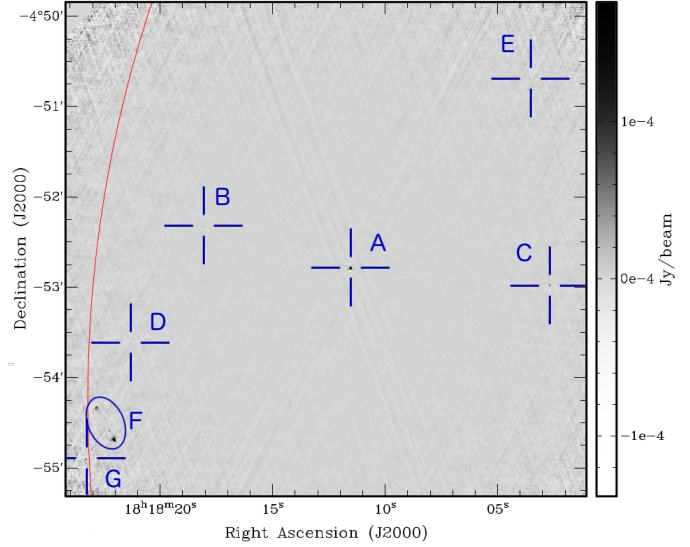 −4°50′
−51′
−52′
−53′
−54′
−55′
Declination (J2000)
18ʰ18ᵐ20ˢ
15ˢ
10ˢ
05ˢ
Right Ascension (J2000)
E
B
A
C
D
F
G
1e−4
0e−4
−1e−4
Jy/beam